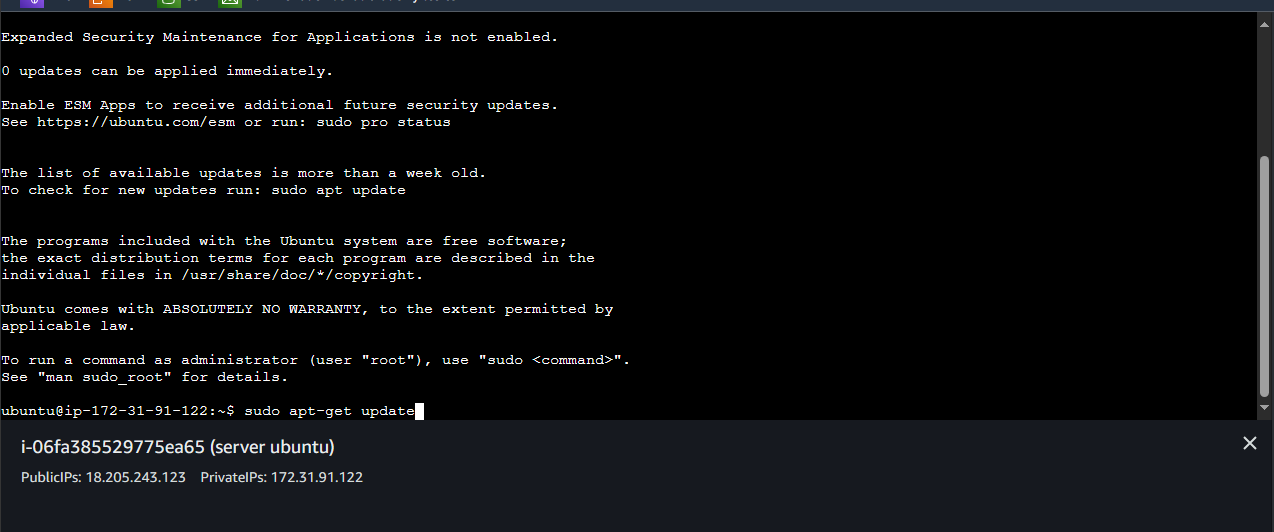 Expanded Security Maintenance for Applications is not enabled.
0 updates can be applied immediately.
Enable ESM Apps to receive additional future security updates.
See https://ubuntu.com/esm or run: sudo pro status
The list of available updates is more than a week old.
To check for new updates run: sudo apt update
The programs included with the Ubuntu system are free software;
the exact distribution terms for each program are described in the
individual files in /usr/share/doc/*/copyright.
Ubuntu comes with ABSOLUTELY NO WARRANTY, to the extent permitted by
applicable law.
To run a command as administrator (user "root"), use "sudo <command>".
See "man sudo_root" for details.
ubuntu@ip-172-31-91-122:~$ sudo apt-get update
i-06fa385529775ea65 (server ubuntu)
PublicIPs: 18.205.243.123 PrivateIPs: 172.31.91.122